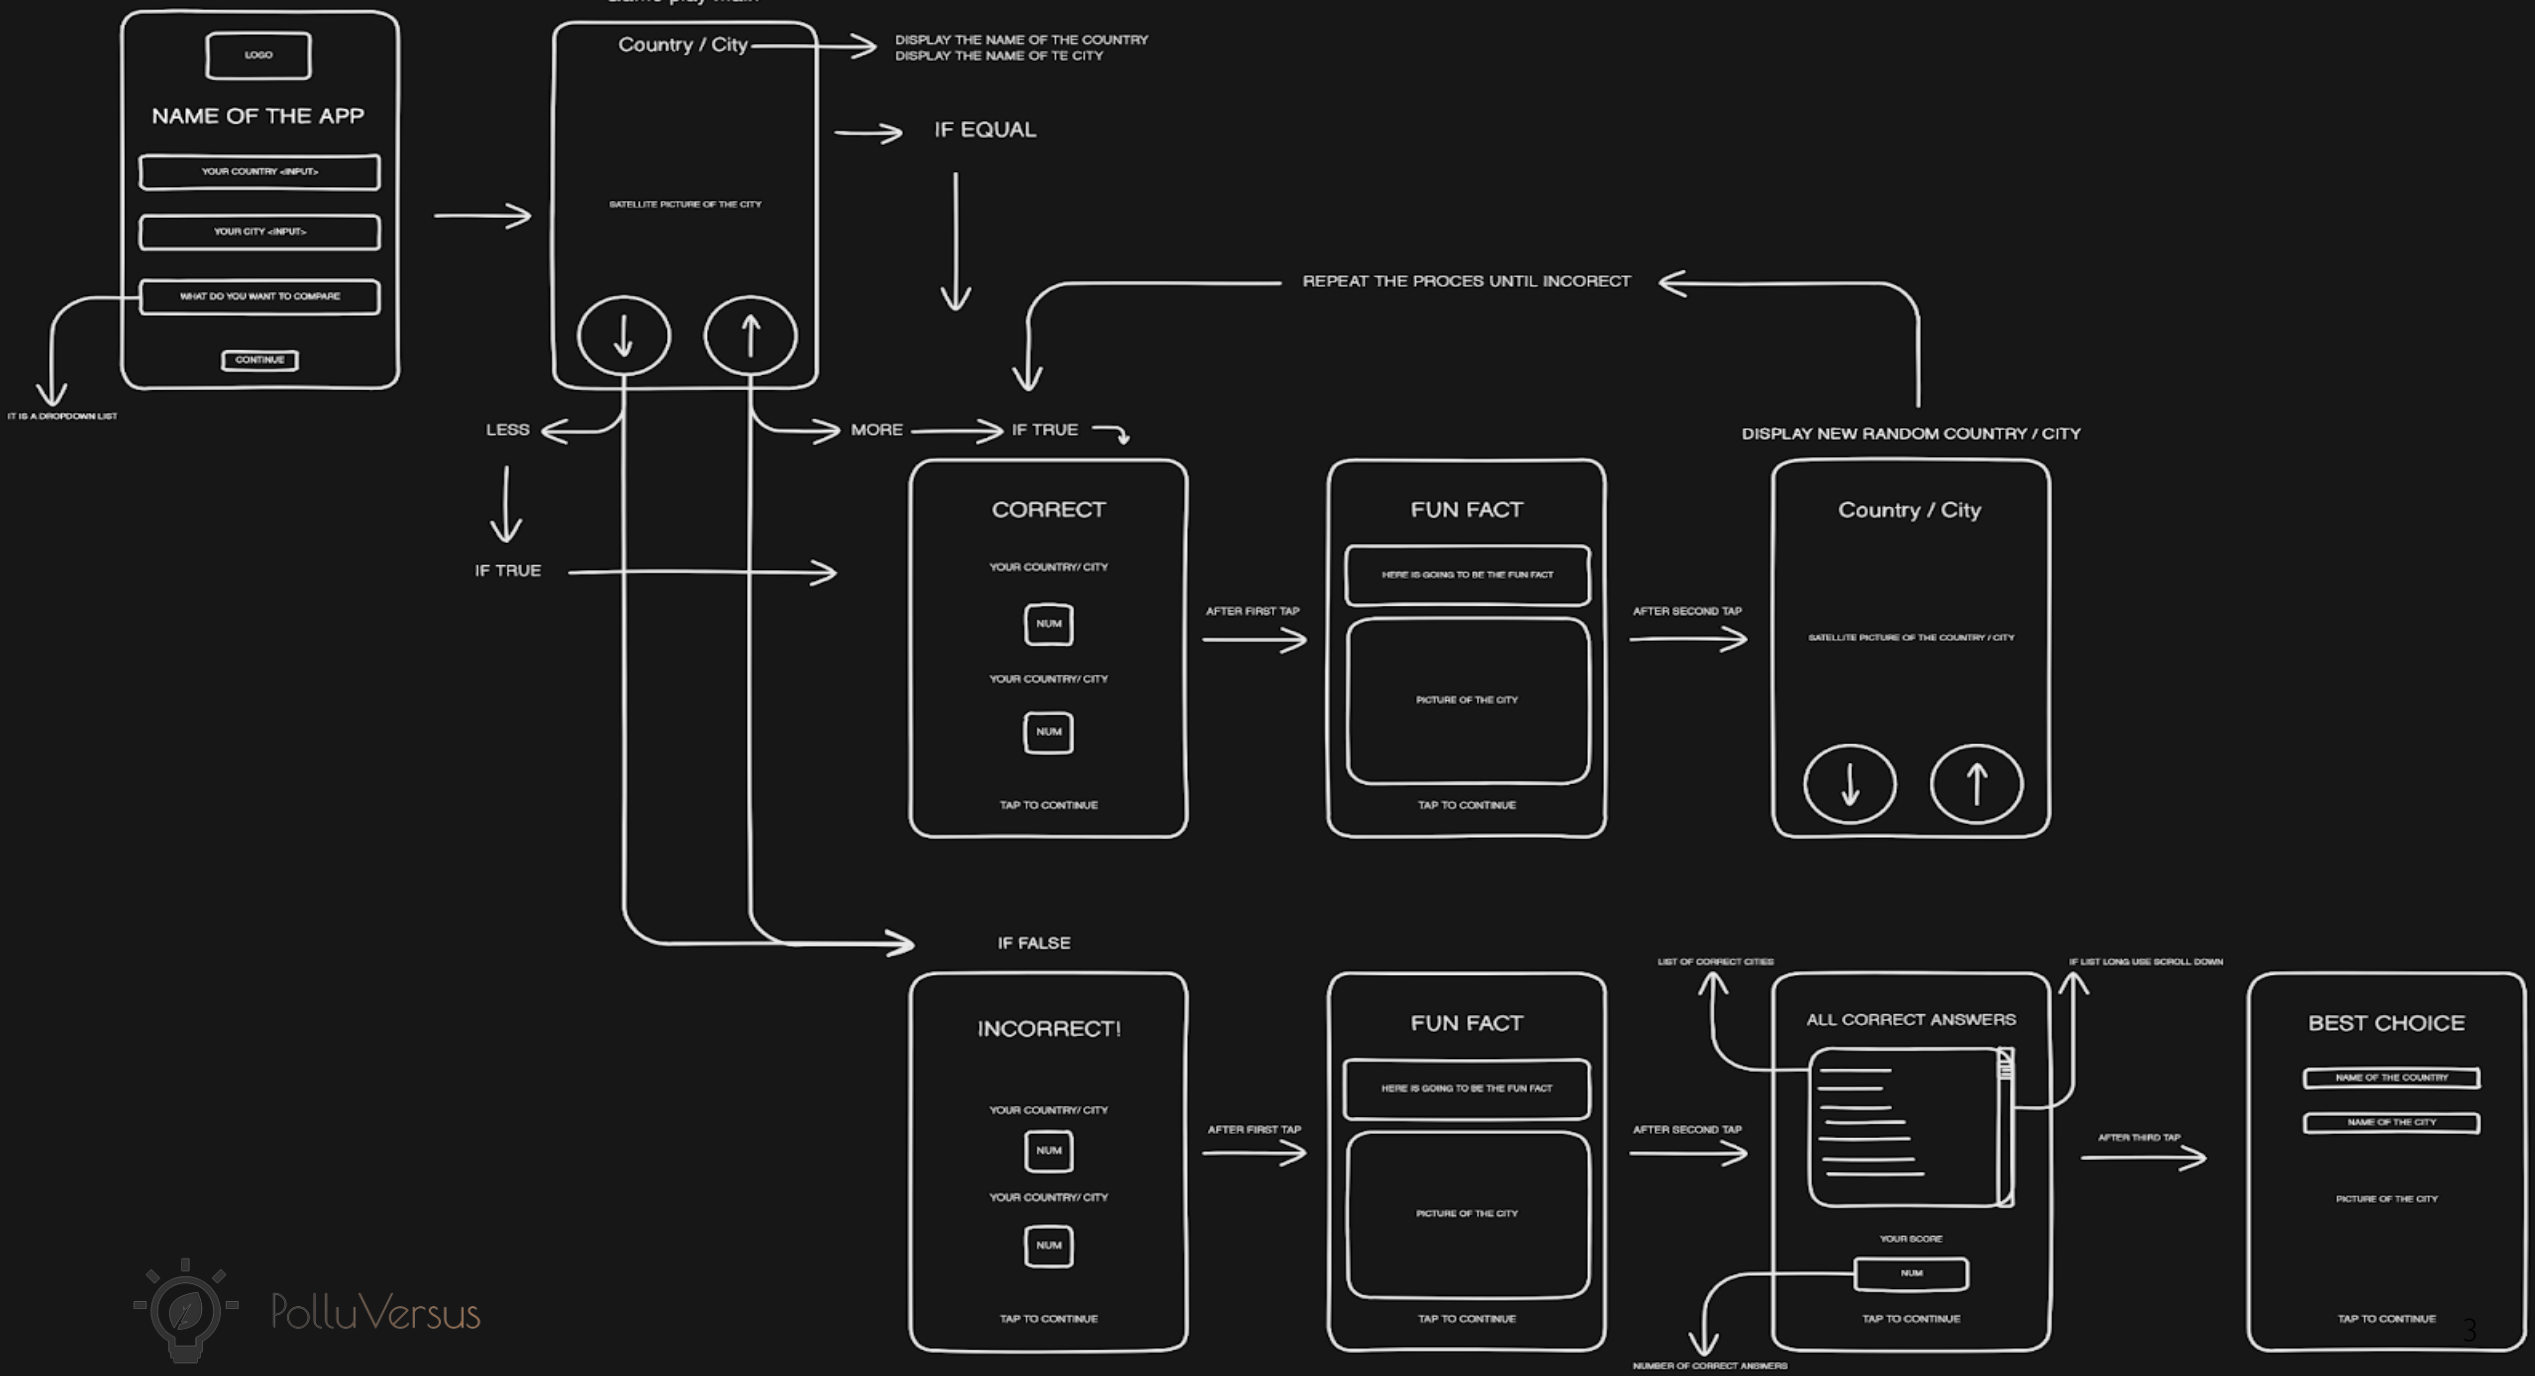 LOGO
NAME OF THE APP
YOUR COUNTRY <INPUT>
YOUR CITY <INPUT>
WHAT DO YOU WANT TO COMPARE
CONTINUE
IT IS A DROPDOWN LIST
Country / City
DISPLAY THE NAME OF THE COUNTRY
DISPLAY THE NAME OF TE CITY
SATELLITE PICTURE OF THE CITY
IF EQUAL
REPEAT THE PROCES UNTIL INCORECT
LESS
MORE
IF TRUE
IF TRUE
CORRECT
YOUR COUNTRY/ CITY
NUM
YOUR COUNTRY/ CITY
NUM
TAP TO CONTINUE
AFTER FIRST TAP
FUN FACT
HERE IS GOING TO BE THE FUN FACT
PICTURE OF THE CITY
TAP TO CONTINUE
AFTER SECOND TAP
DISPLAY NEW RANDOM COUNTRY / CITY
Country / City
SATELLITE PICTURE OF THE COUNTRY / CITY
IF FALSE
INCORRECT!
YOUR COUNTRY/ CITY
NUM
YOUR COUNTRY/ CITY
NUM
TAP TO CONTINUE
AFTER FIRST TAP
FUN FACT
HERE IS GOING TO BE THE FUN FACT
PICTURE OF THE CITY
TAP TO CONTINUE
AFTER SECOND TAP
LIST OF CORRECT CITIES
IF LIST LONG USE SCROLL DOWN
ALL CORRECT ANSWERS
YOUR SCORE
NUM
TAP TO CONTINUE
NUMBER OF CORRECT ANSWERS
AFTER THIRD TAP
BEST CHOICE
NAME OF THE COUNTRY
NAME OF THE CITY
PICTURE OF THE CITY
TAP TO CONTINUE
PolluVersus
3